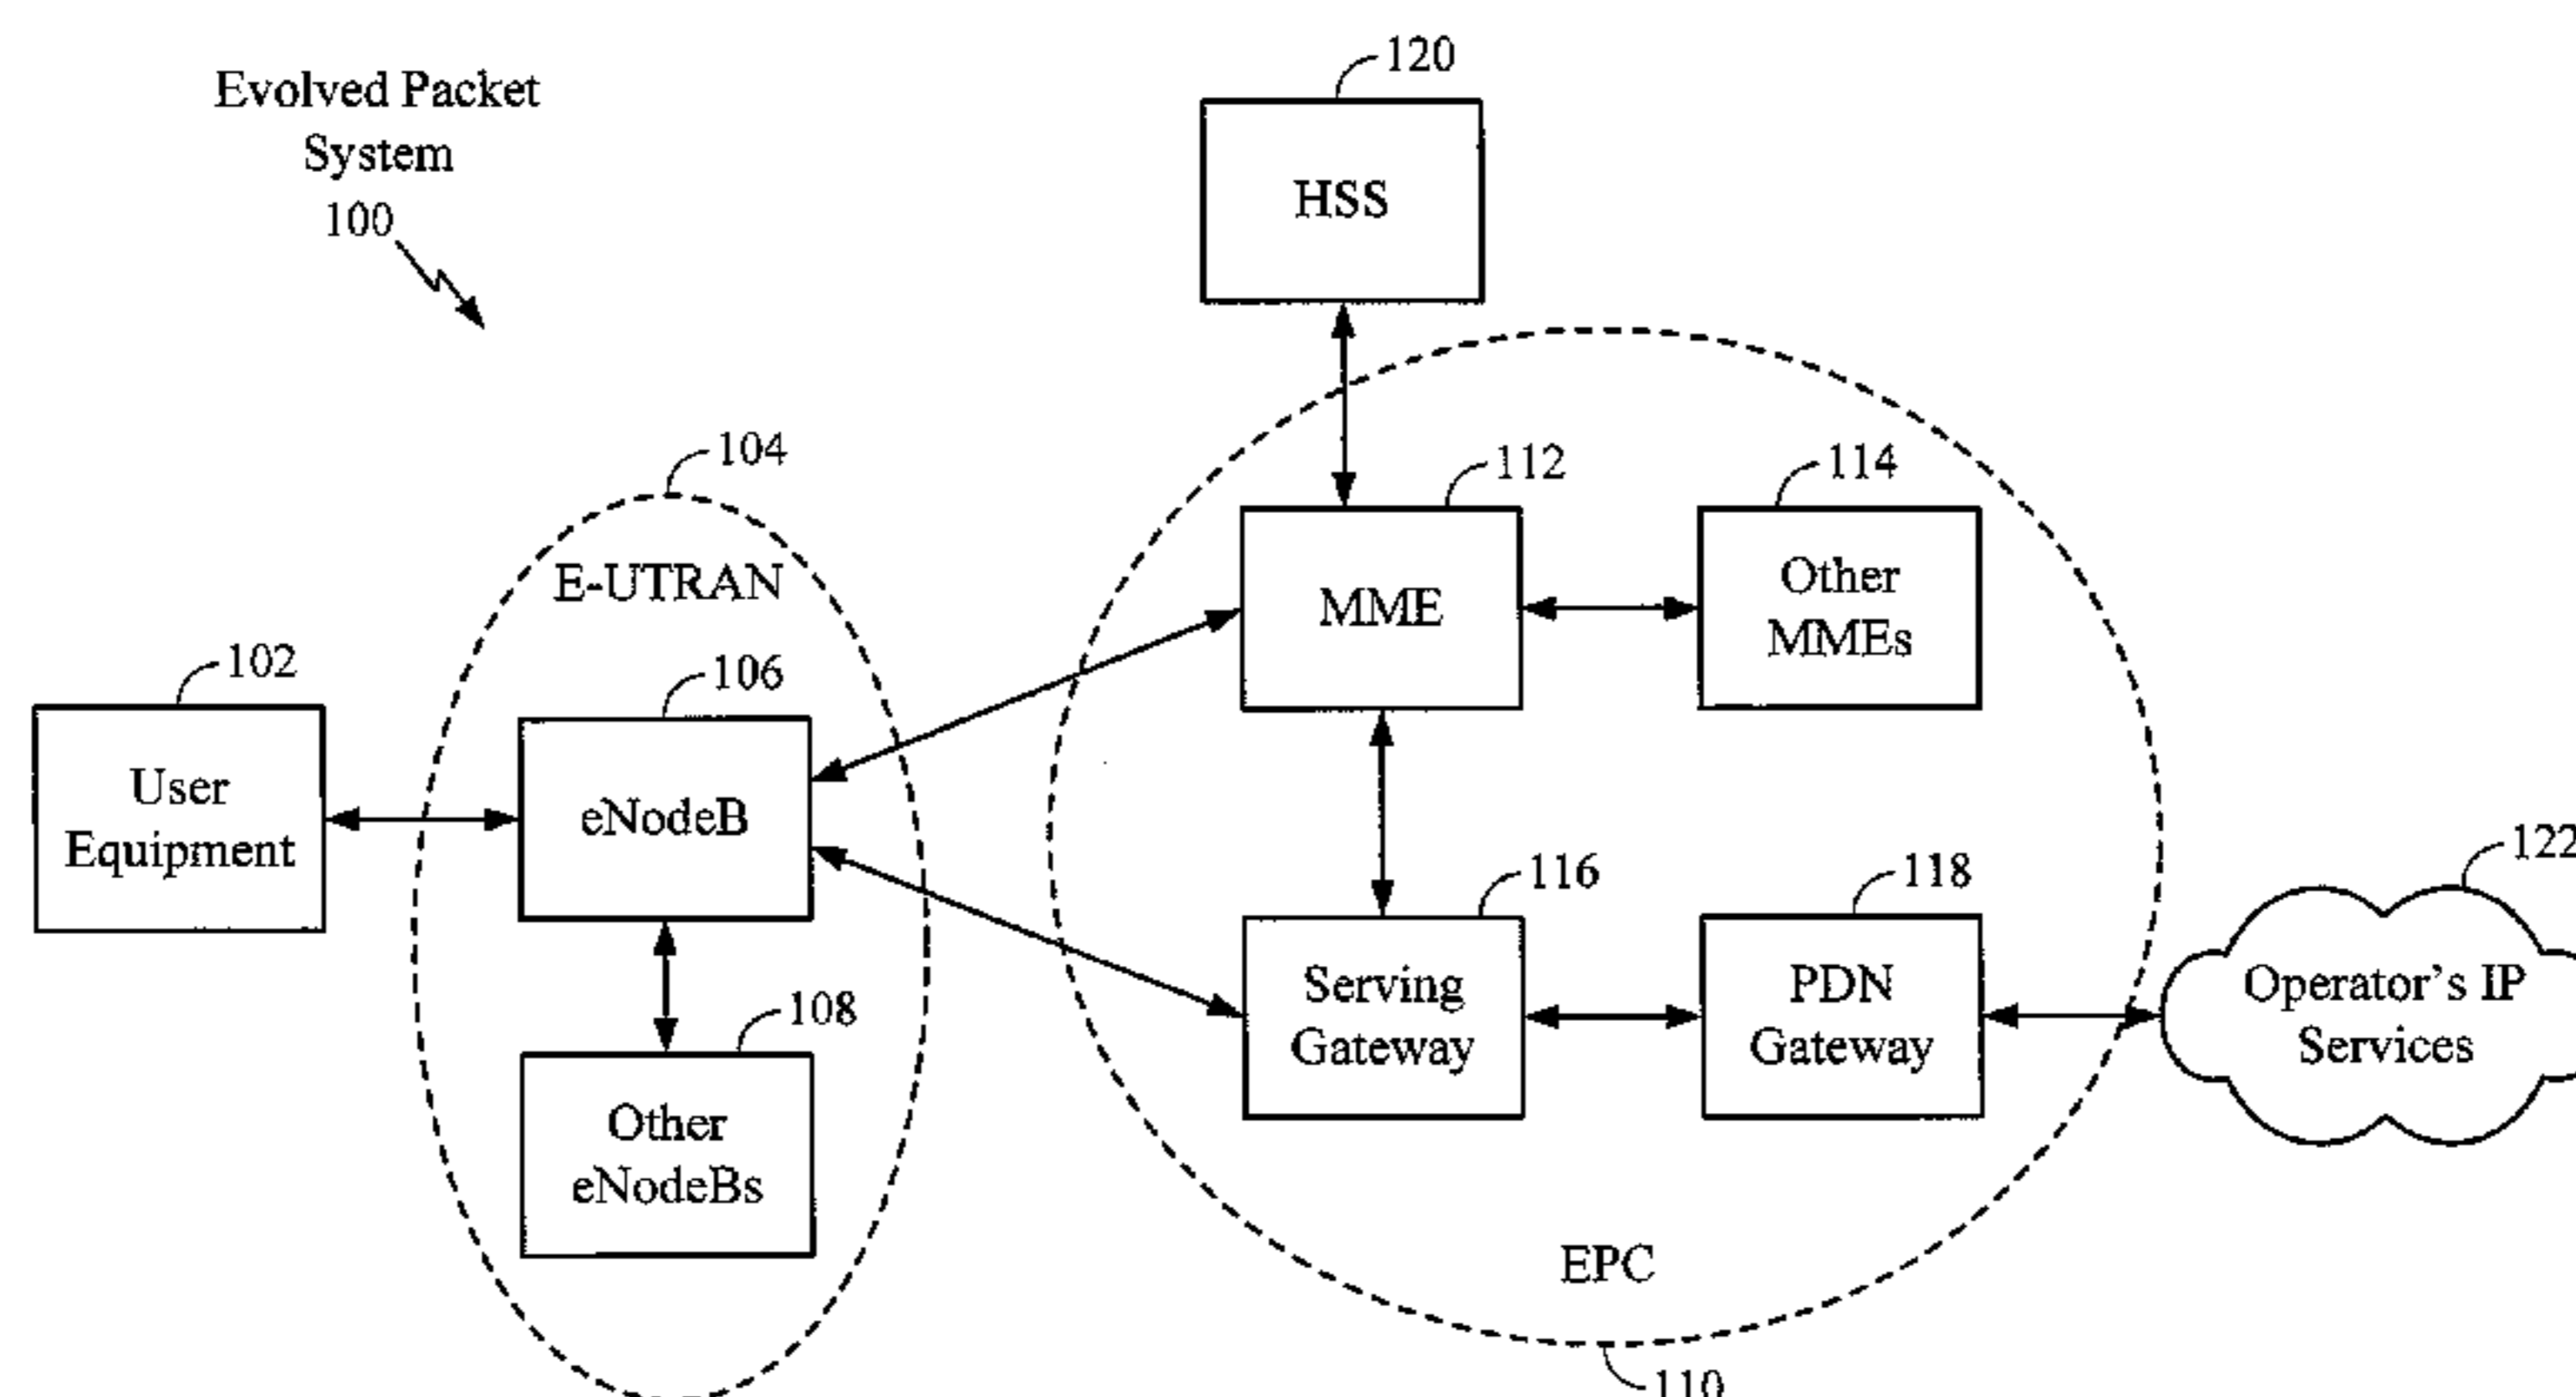 Evolved Packet
System
100
120
HSS
104
E-UTRAN
112
MME
114
Other
MMEs
102
User
Equipment
106
eNodeB
108
Other
eNodeBs
116
Serving
Gateway
118
PDN
Gateway
122
Operator's IP
Services
EPC
110